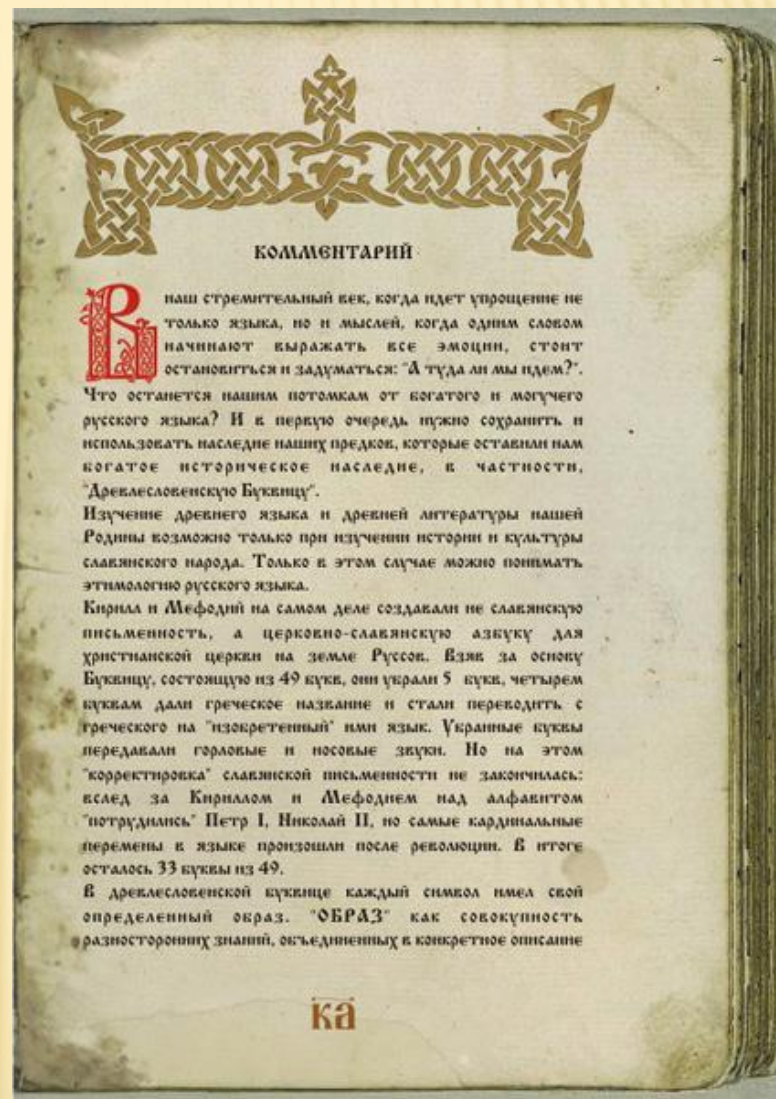 КОММЕНТАРИЙ
В наш стремительный век, когда идет упрощение не
только языка, но и мыслей, когда одним словом
начинают выражать все эмоции, стоит
остановиться и задуматься: "А туда ли мы идем?".
Что останется нашим потомкам от богатого и могучего
русского языка? И в первую очередь нужно сохранить и
использовать наследие наших предков, которые оставили нам
богатое историческое наследие, в частности,
"Древлесловенскую Буквицу".
Изучение древнего языка и древней литературы нашей
Родины возможно только при изучении истории и культуры
славянского народа. Только в этом случае можно понимать
этимологию русского языка.
Кирилл и Мефодий на самом деле создавали не славянскую
письменность, а церковно-славянскую азбуку для
христианской церкви на земле Руссов. Взяв за основу
Буквицу, состоящую из 49 букв, они убрали 5 букв, четырем
буквам дали греческое название и стали переводить с
греческого на "изобретенный" ими язык. Убранные буквы
передавали горловые и носовые звуки. Но на этом
"корректировка" славянской письменности не закончилась:
вслед за Кириллом и Мефодием над алфавитом
"потрудились" Петр I, Николай II, но самые кардинальные
перемены в языке произошли после революции. В итоге
осталось 33 буквы из 49.
В древлесловенской буквице каждый символ имел свой
определенный образ. "ОБРАЗ" как совокупность
разносторонних знаний, объединенных в конкретное описание
ка